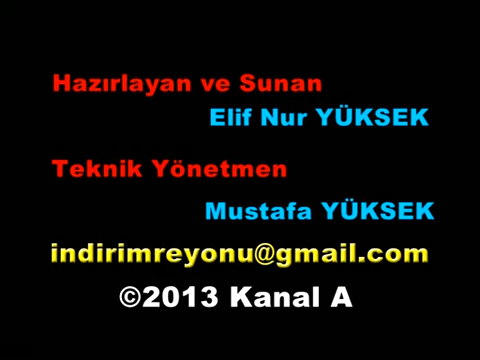 Hazırlayan ve Sunan
Elif Nur YÜKSEK
Teknik Yönetmen
Mustafa YÜKSEK
indirimreyonu@gmail.com
©2013 Kanal A